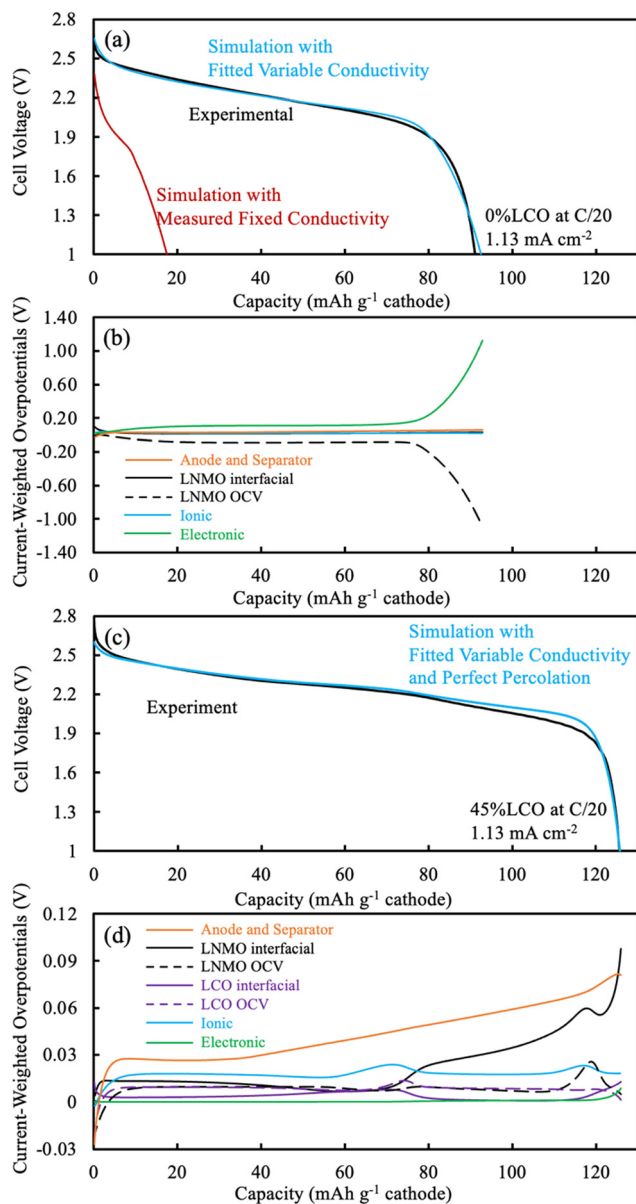 (a)
Simulation with
Fitted Variable Conductivity
Experimental
Simulation with
Measured Fixed Conductivity
0%LCO at C/20
1.13 mA cm⁻²
Cell Voltage (V)
2.8
2.5
2.2
1.9
1.6
1.3
1
0 20 40 60 80 100 120
Capacity (mAh g⁻¹ cathode)
(b)
Current-Weighted Overpotentials (V)
1.40
1.00
0.60
0.20
-0.20
-0.60
-1.00
-1.40
Anode and Separator
LNMO interfacial
LNMO OCV
Ionic
Electronic
0 20 40 60 80 100 120
Capacity (mAh g⁻¹ cathode)
(c)
Simulation with
Fitted Variable Conductivity
and Perfect Percolation
Experiment
45%LCO at C/20
1.13 mA cm⁻²
Cell Voltage (V)
2.8
2.5
2.2
1.9
1.6
1.3
1
0 20 40 60 80 100 120
Capacity (mAh g⁻¹ cathode)
(d)
Current-Weighted Overpotentials (V)
0.12
0.09
0.06
0.03
0
-0.03
Anode and Separator
LNMO interfacial
LNMO OCV
LCO interfacial
LCO OCV
Ionic
Electronic
0 20 40 60 80 100 120
Capacity (mAh g⁻¹ cathode)